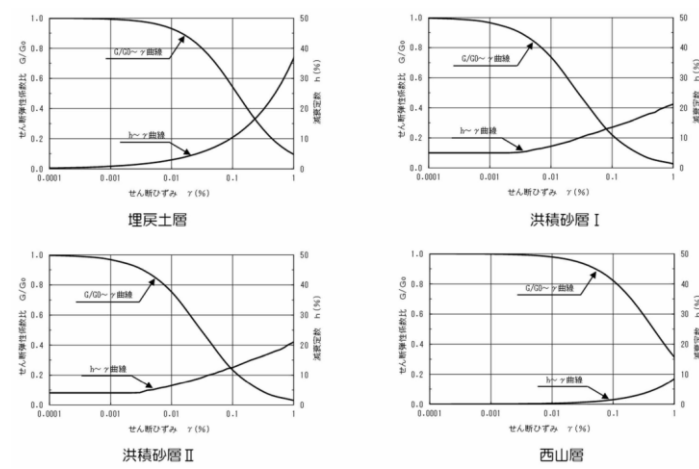 せん断弾性係数比 G/G₀
減衰定数 h(%)
1.0
0.8
0.6
0.4
0.2
0.0
50
40
30
20
10
0
G/G0～γ曲線
h～γ曲線
0.0001
0.001
0.01
0.1
1
せん断ひずみ γ(%)
埋戻土層
せん断弾性係数比 G/G₀
減衰定数 h(%)
1.0
0.8
0.6
0.4
0.2
0.0
50
40
30
20
10
0
G/G0～γ曲線
h～γ曲線
0.0001
0.001
0.01
0.1
1
せん断ひずみ γ(%)
洪積砂層Ⅰ
せん断弾性係数比 G/G₀
減衰定数 h(%)
1.0
0.8
0.6
0.4
0.2
0.0
50
40
30
20
10
0
G/G0～γ曲線
h～γ曲線
0.0001
0.001
0.01
0.1
1
せん断ひずみ γ(%)
洪積砂層Ⅱ
せん断弾性係数比 G/G₀
減衰定数 h(%)
1.0
0.8
0.6
0.4
0.2
0.0
50
40
30
20
10
0
G/G0～γ曲線
h～γ曲線
0.0001
0.001
0.01
0.1
1
せん断ひずみ γ(%)
西山層